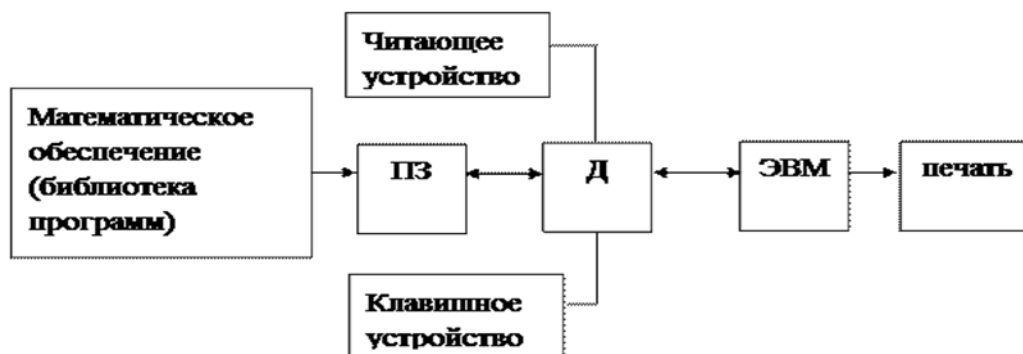 Читающее
устройство
Математическое
обеспечение
(библиотека
программ)
ПЗ
Д
ЭВМ
печать
Клавишное
устройство